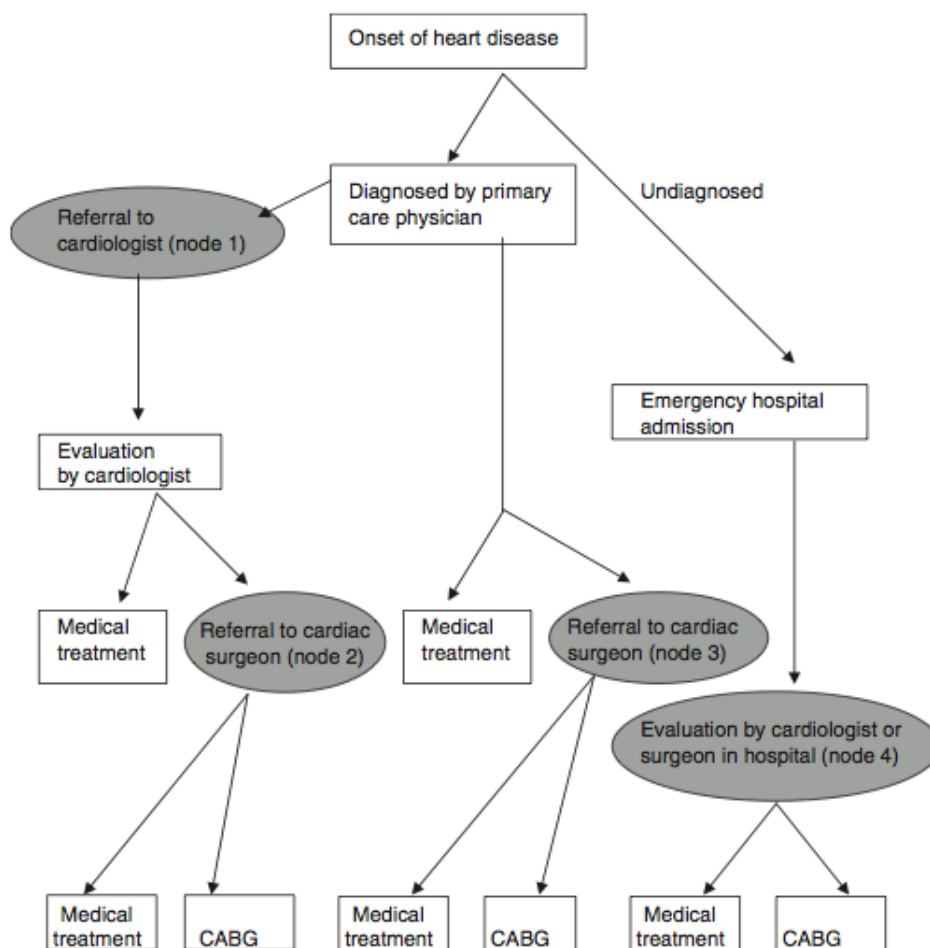 Onset of heart disease
Diagnosed by primary
care physician
Undiagnosed
Referral to
cardiologist (node 1)
Emergency hospital
admission
Evaluation
by cardiologist
Medical
treatment
Referral to cardiac
surgeon (node 2)
Medical
treatment
Referral to cardiac
surgeon (node 3)
Evaluation by cardiologist or
surgeon in hospital (node 4)
Medical
treatment
CABG
Medical
treatment
CABG
Medical
treatment
CABG